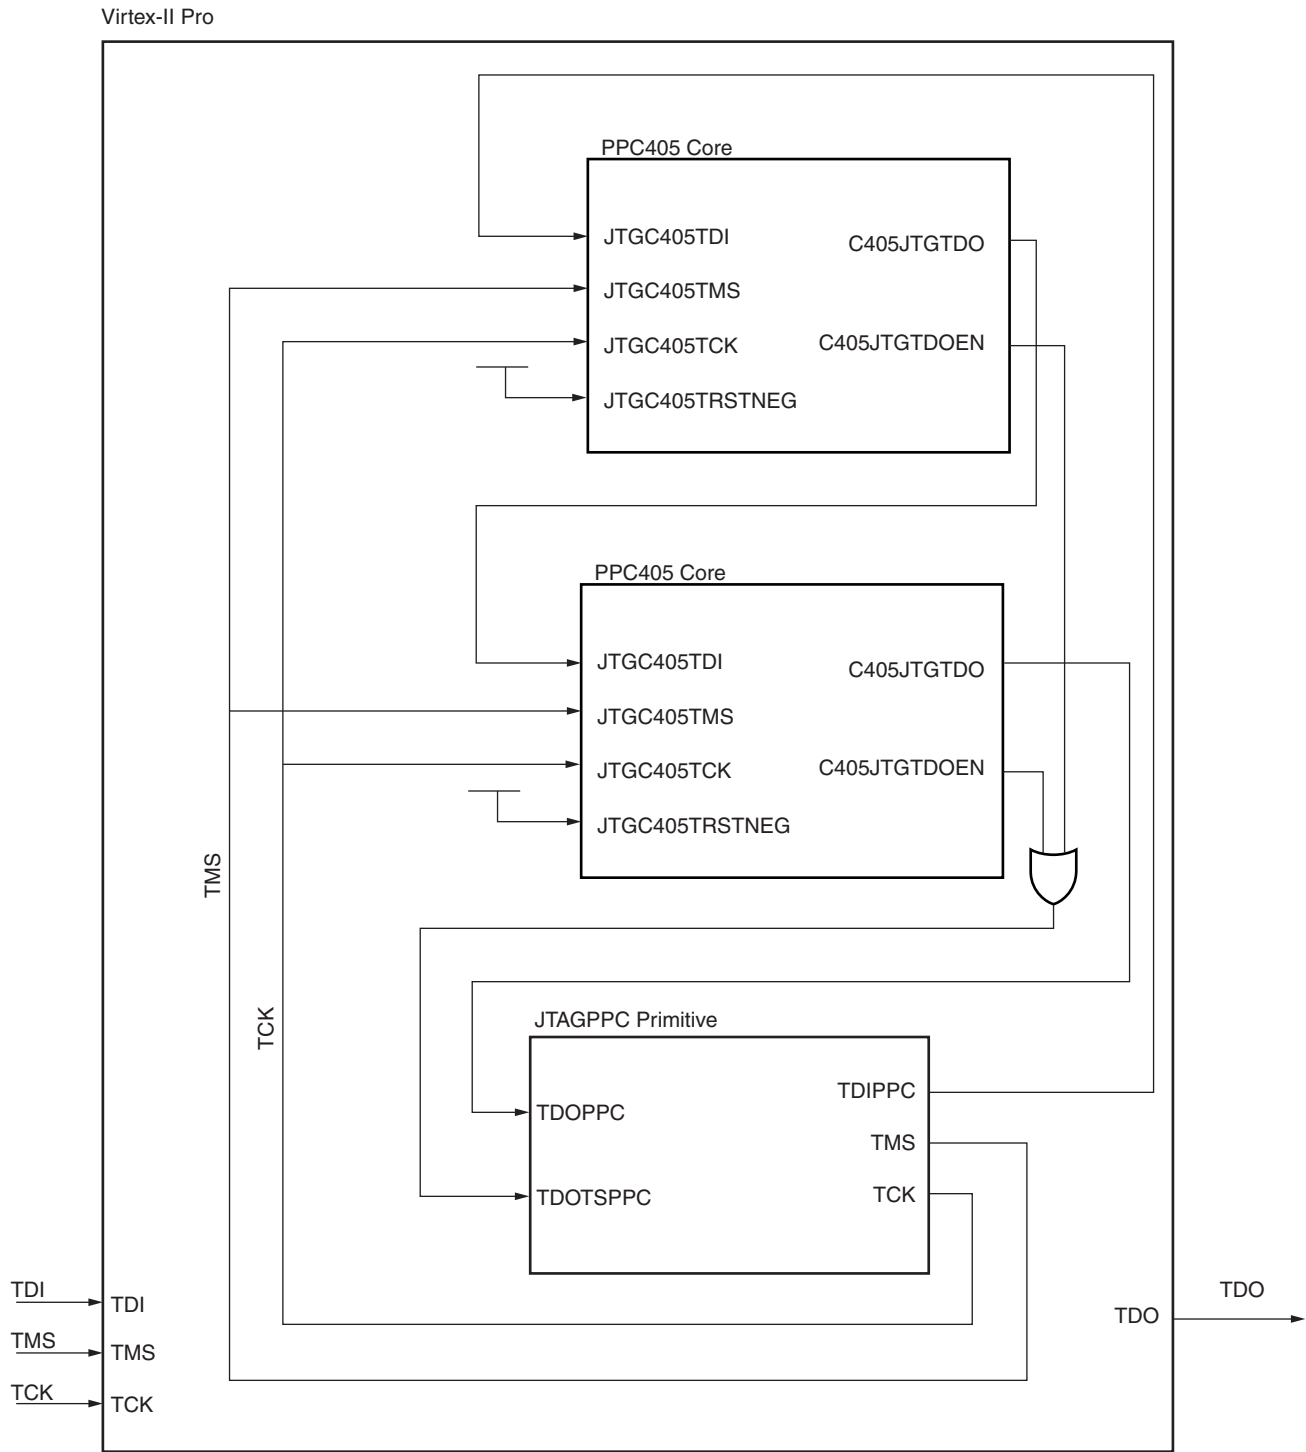 Virtex-II Pro
PPC405 Core
JTGC405TDI
C405JTGTDO
JTGC405TMS
JTGC405TCK
C405JTGTDOEN
JTGC405TRSTNEG
PPC405 Core
JTGC405TDI
C405JTGTDO
JTGC405TMS
JTGC405TCK
C405JTGTDOEN
JTGC405TRSTNEG
TMS
TCK
JTAGPPC Primitive
TDIPPC
TDOPPC
TMS
TDOTSPPC
TCK
TDI
TDI
TMS
TMS
TCK
TCK
TDO
TDO